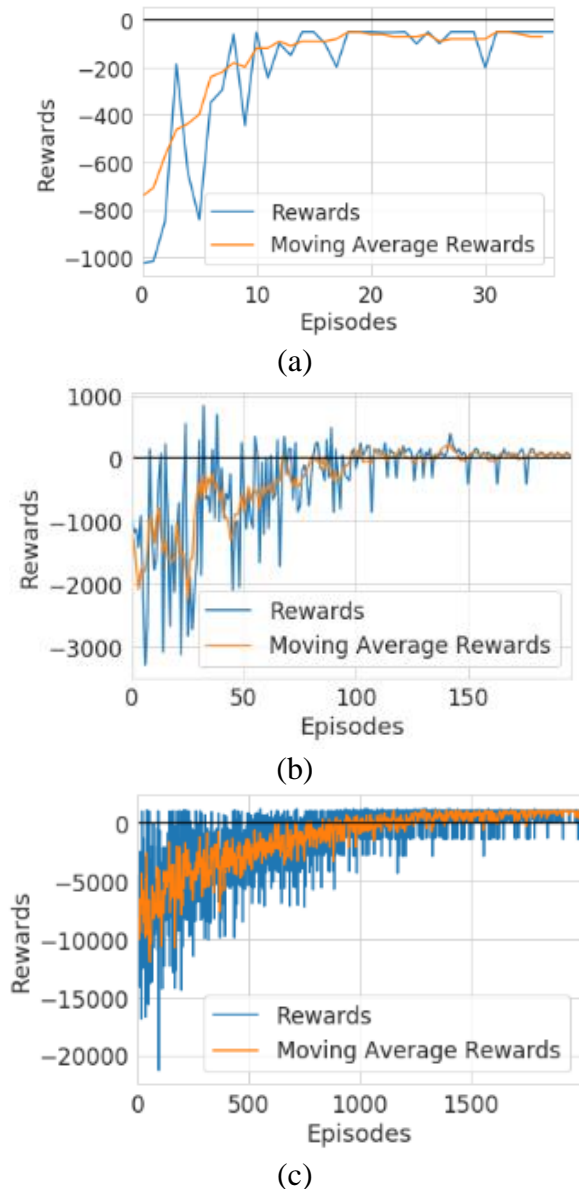 0
−200
−400
−600
−800
−1000
Rewards
Rewards
Moving Average Rewards
0 10 20 30
Episodes
(a)
1000
0
−1000
−2000
−3000
Rewards
Rewards
Moving Average Rewards
0 50 100 150
Episodes
(b)
0
−5000
−10000
−15000
−20000
Rewards
Rewards
Moving Average Rewards
0 500 1000 1500
Episodes
(c)